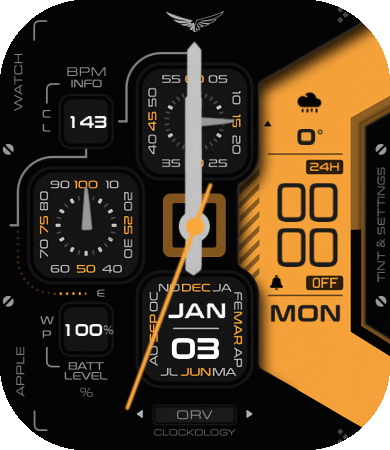 WATCH
BPM
INFO
143
55 60 05
50 10
45 15
40 20
35 30 25
0°
24H
00
00
OFF
MON
TINT & SETTINGS
90 100 10
80 20
75 25
70 30
60 50 40
E
W
P
100%
BATT
LEVEL
%
NO DEC JA
OC FE
SEP MAR
AU AP
JL JUN MA
JAN
03
APPLE
ORV
CLOCKOLOGY